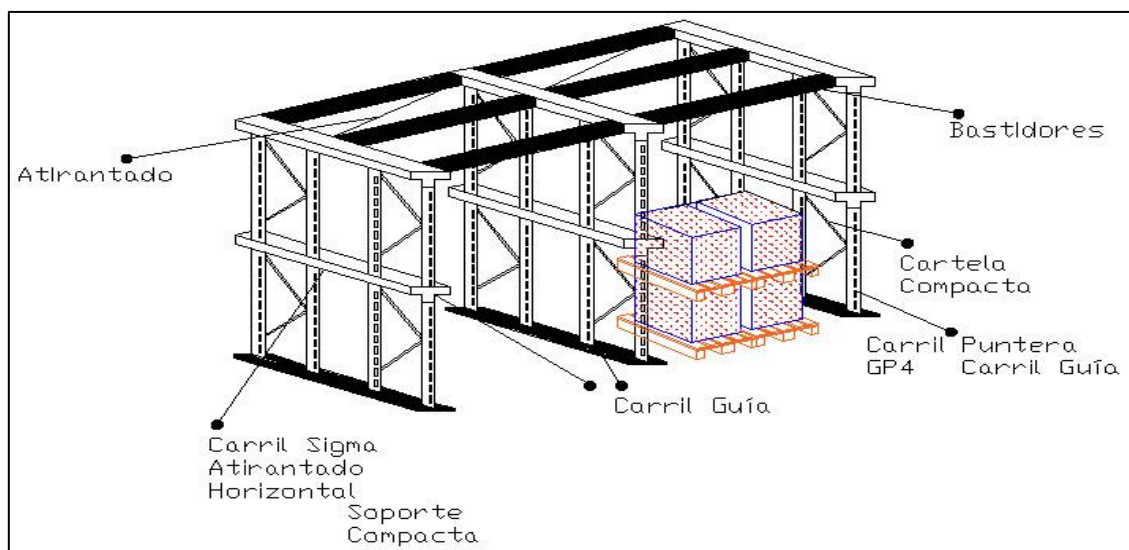 Bastidores
Atirantado
Cartela
Compacta
Carril Puntera
GP4 Carril Guía
Carril Guía
Carril Sigma
Atirantado
Horizontal
Soporte
Compacta